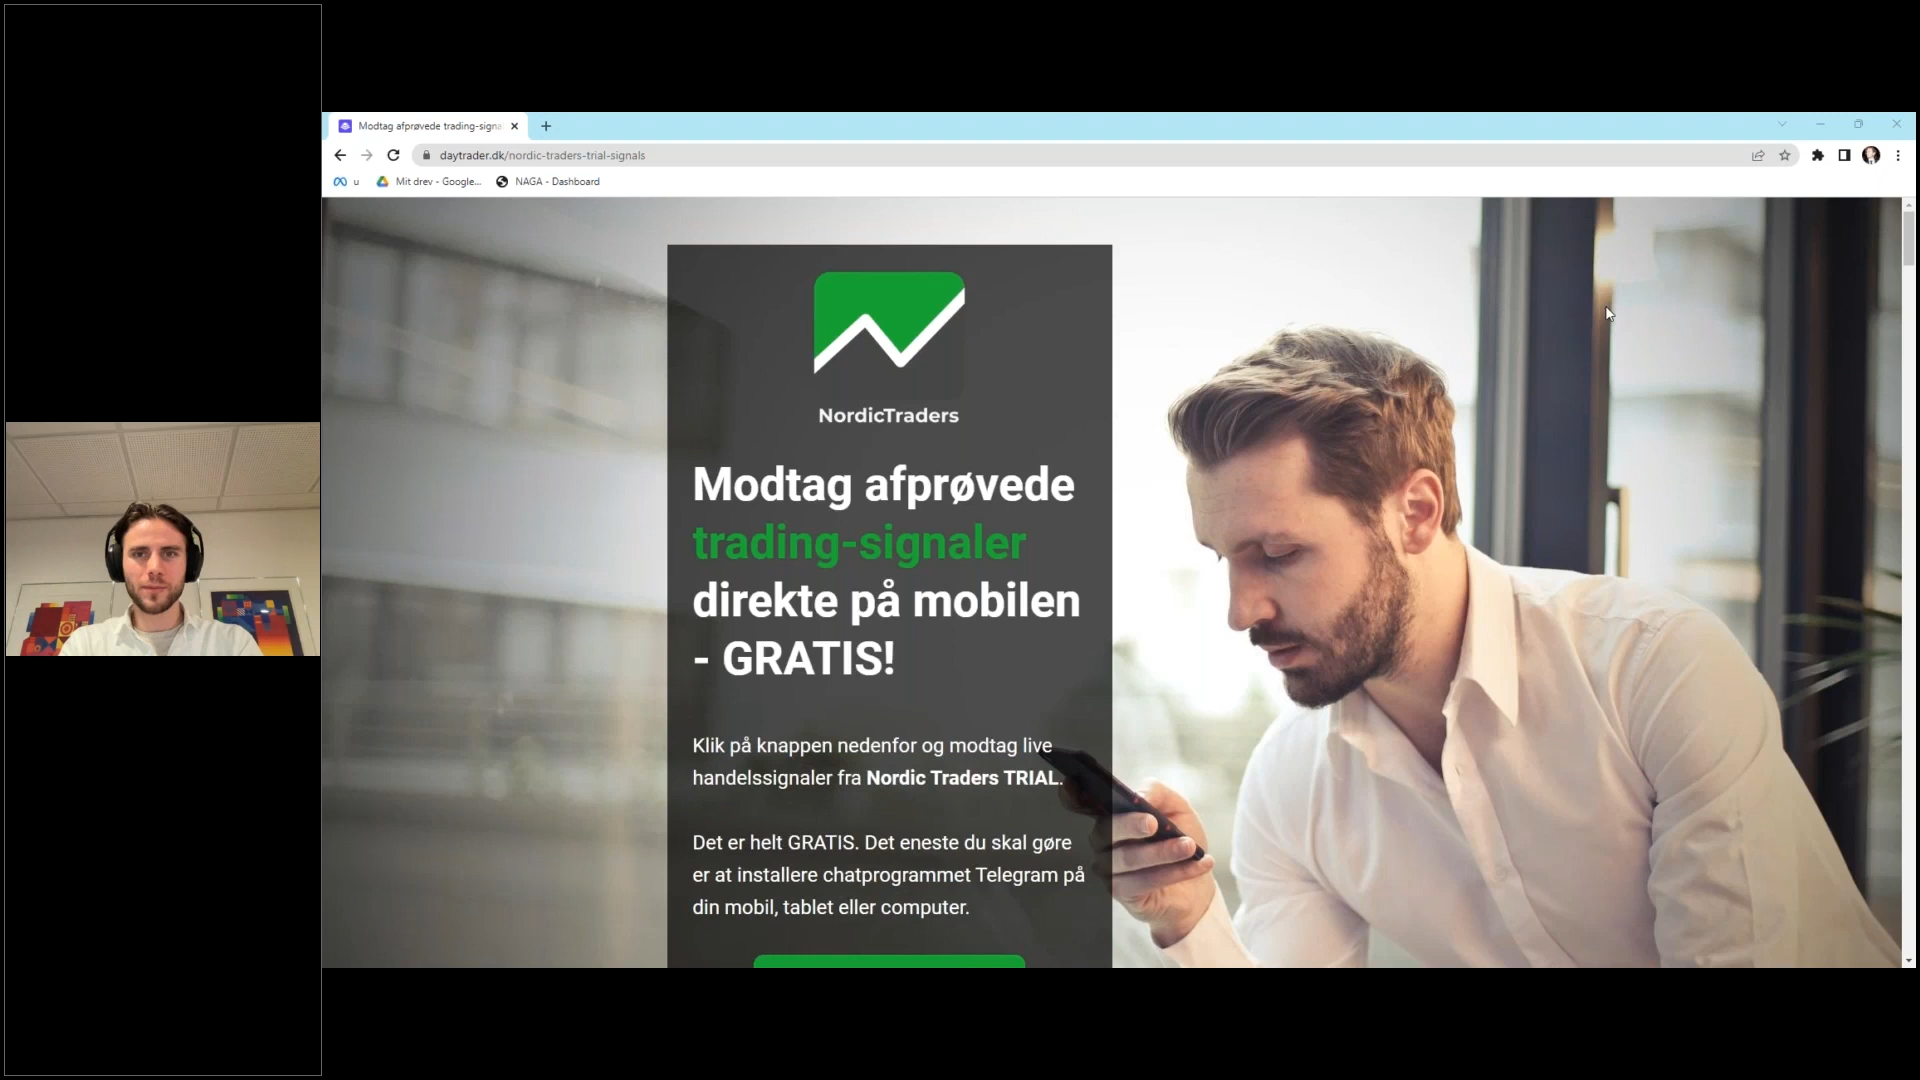 Modtag afprøvede trading-signa
daytrader.dk/nordic-traders-trial-signals
u
Mit drev - Google...
NAGA - Dashboard
NordicTraders
Modtag afprøvede
trading-signaler
direkte på mobilen
- GRATIS!
Klik på knappen nedenfor og modtag live
handelssignaler fra Nordic Traders TRIAL.
Det er helt GRATIS. Det eneste du skal gøre
er at installere chatprogrammet Telegram på
din mobil, tablet eller computer.